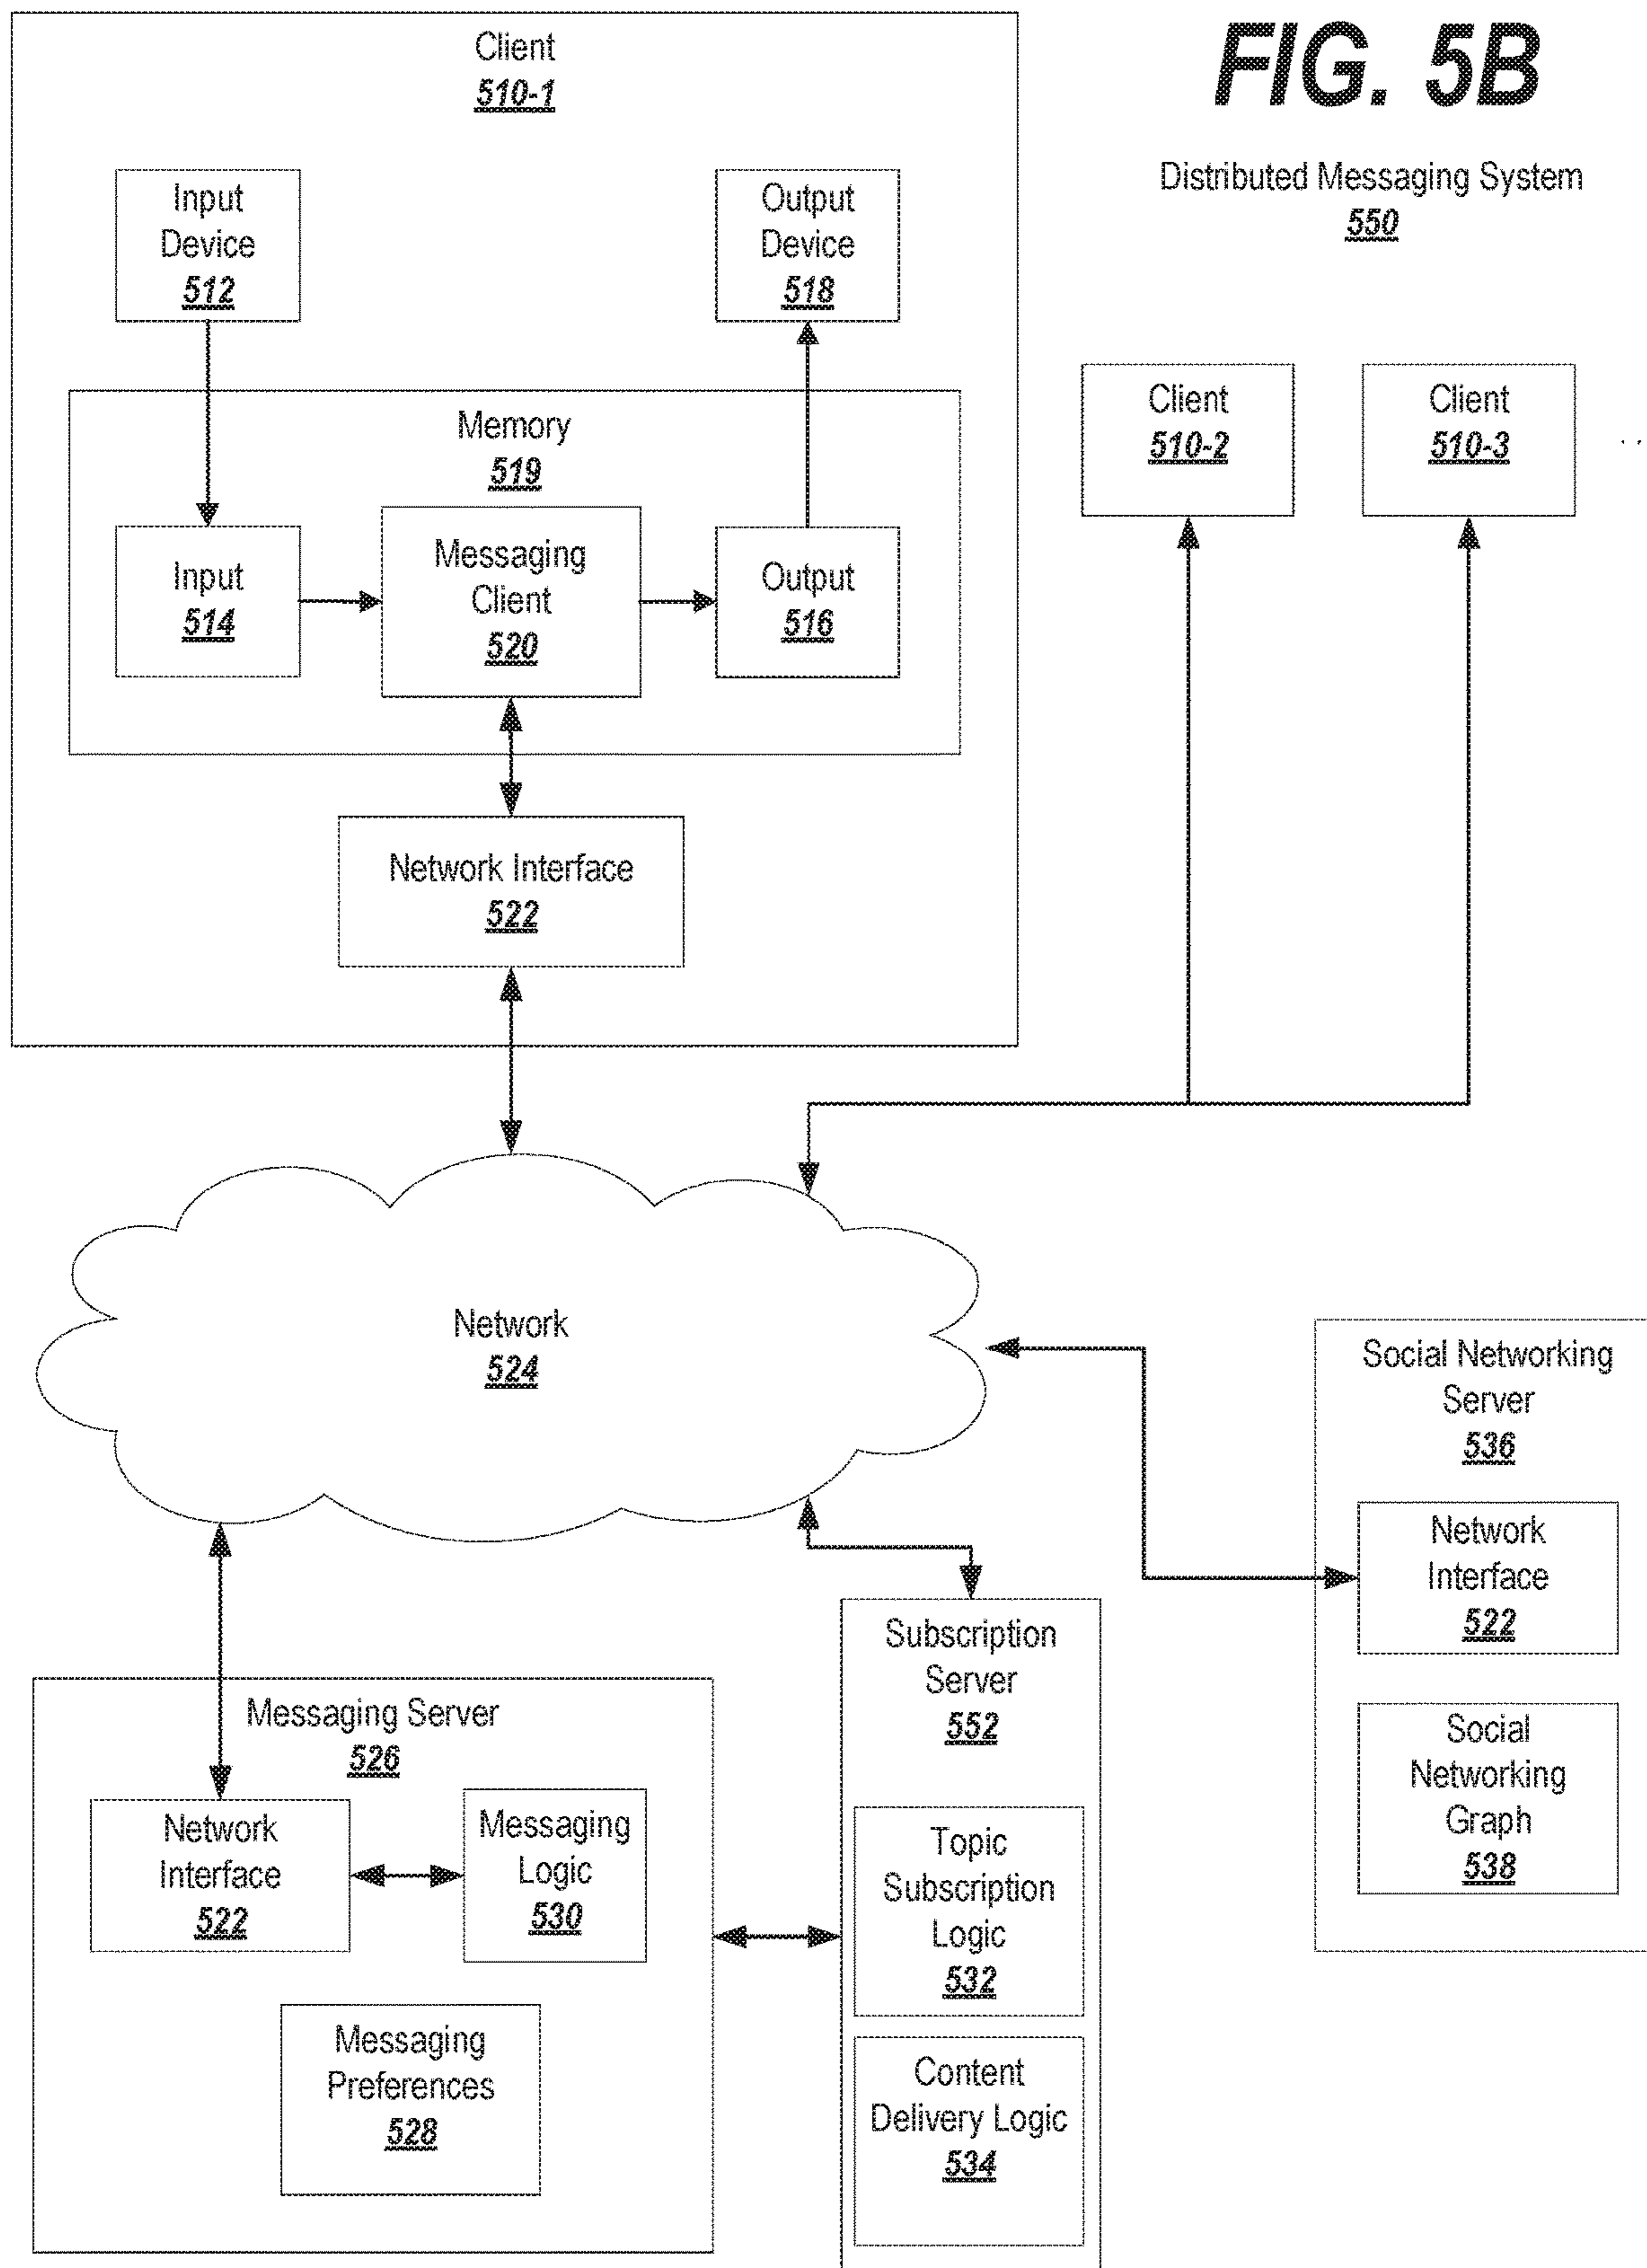 FIG. 5B
Distributed Messaging System
550
Client
510-1
Input
Device
512
Output
Device
518
Memory
519
Input
514
Messaging
Client
520
Output
516
Network Interface
522
Client
510-2
Client
510-3
..
Network
524
Social Networking
Server
536
Network
Interface
522
Social
Networking
Graph
538
Messaging Server
526
Network
Interface
522
Messaging
Logic
530
Messaging
Preferences
528
Subscription
Server
552
Topic
Subscription
Logic
532
Content
Delivery Logic
534